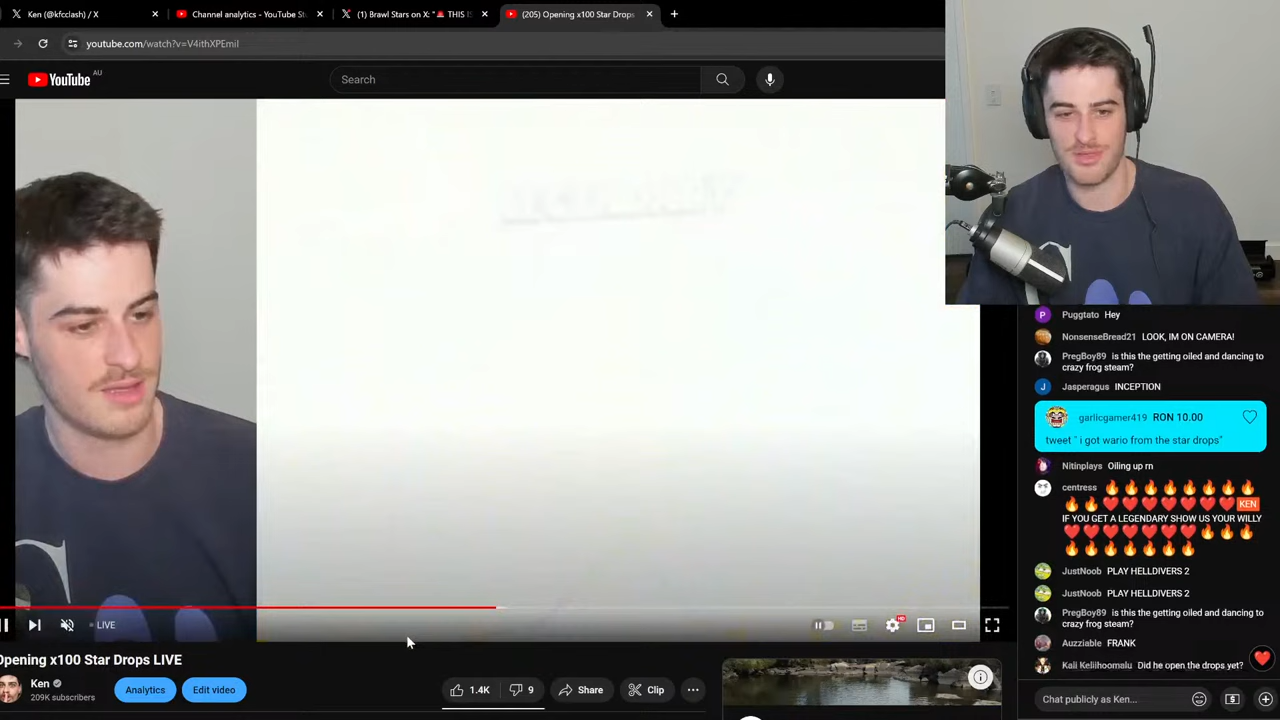 Ken (@kfcclash) / X
Channel analytics - YouTube St
(1) Brawl Stars on X: "🚨 THIS IS
(205) Opening x100 Star Drops
youtube.com/watch?v=V4ithXPEmiI
YouTube AU
Search
Puggtato Hey
NonsenseBread21 LOOK, IM ON CAMERA!
PregBoy89 is this the getting oiled and dancing to
crazy frog steam?
Jasperagus INCEPTION
garlicgamer419 RON 10.00
tweet " i got wario from the star drops"
Nitinplays Oiling up rn
centress 🔥🔥🔥🔥🔥🔥🔥
🔥🔥❤️❤️❤️❤️❤️❤️ KEN
IF YOU GET A LEGENDARY SHOW US YOUR WILLY
❤️❤️❤️❤️❤️❤️❤️🔥🔥🔥
🔥🔥🔥🔥🔥🔥
JustNoob PLAY HELLDIVERS 2
JustNoob PLAY HELLDIVERS 2
PregBoy89 is this the getting oiled and dancing to
crazy frog steam?
Auzziable FRANK
Kaii Keliihoomalu Did he open the drops yet?
LIVE
HD
Opening x100 Star Drops LIVE
Ken
209K subscribers
Analytics
Edit video
1.4K
9
Share
Clip
Chat publicly as Ken...